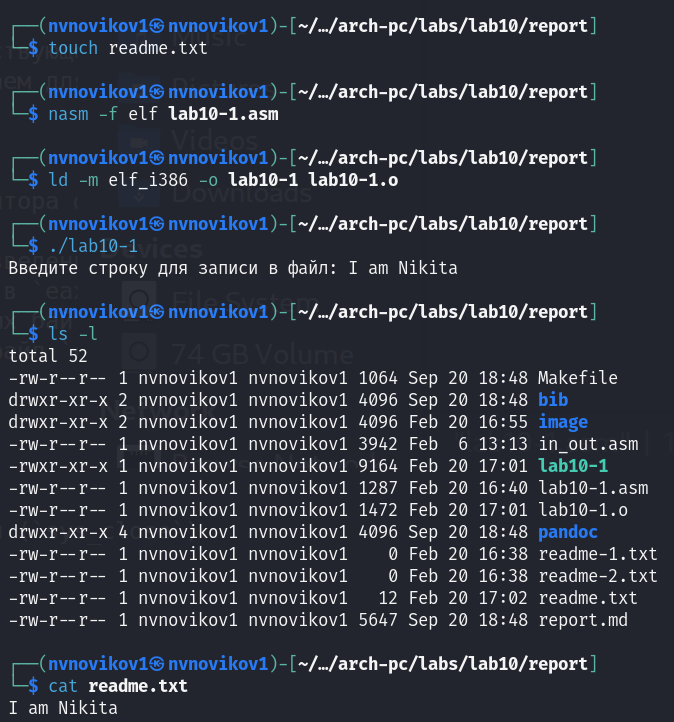 ┌──(nvnovikov1㉿nvnovikov1)-[~/…/arch-pc/labs/lab10/report]
└─$ touch readme.txt
┌──(nvnovikov1㉿nvnovikov1)-[~/…/arch-pc/labs/lab10/report]
└─$ nasm -f elf lab10-1.asm
┌──(nvnovikov1㉿nvnovikov1)-[~/…/arch-pc/labs/lab10/report]
└─$ ld -m elf_i386 -o lab10-1 lab10-1.o
┌──(nvnovikov1㉿nvnovikov1)-[~/…/arch-pc/labs/lab10/report]
└─$ ./lab10-1
Введите строку для записи в файл: I am Nikita
┌──(nvnovikov1㉿nvnovikov1)-[~/…/arch-pc/labs/lab10/report]
└─$ ls -l
total 52
-rw-r--r-- 1 nvnovikov1 nvnovikov1 1064 Sep 20 18:48 Makefile
drwxr-xr-x 2 nvnovikov1 nvnovikov1 4096 Sep 20 18:48 bib
drwxr-xr-x 2 nvnovikov1 nvnovikov1 4096 Feb 20 16:55 image
-rw-r--r-- 1 nvnovikov1 nvnovikov1 3942 Feb  6 13:13 in_out.asm
-rwxr-xr-x 1 nvnovikov1 nvnovikov1 9164 Feb 20 17:01 lab10-1
-rw-r--r-- 1 nvnovikov1 nvnovikov1 1287 Feb 20 16:40 lab10-1.asm
-rw-r--r-- 1 nvnovikov1 nvnovikov1 1472 Feb 20 17:01 lab10-1.o
drwxr-xr-x 4 nvnovikov1 nvnovikov1 4096 Sep 20 18:48 pandoc
-rw-r--r-- 1 nvnovikov1 nvnovikov1    0 Feb 20 16:38 readme-1.txt
-rw-r--r-- 1 nvnovikov1 nvnovikov1    0 Feb 20 16:38 readme-2.txt
-rw-r--r-- 1 nvnovikov1 nvnovikov1   12 Feb 20 17:02 readme.txt
-rw-r--r-- 1 nvnovikov1 nvnovikov1 5647 Sep 20 18:48 report.md
┌──(nvnovikov1㉿nvnovikov1)-[~/…/arch-pc/labs/lab10/report]
└─$ cat readme.txt
I am Nikita
Music
Videos
Downloads
Devices
File System
74 GB Volume